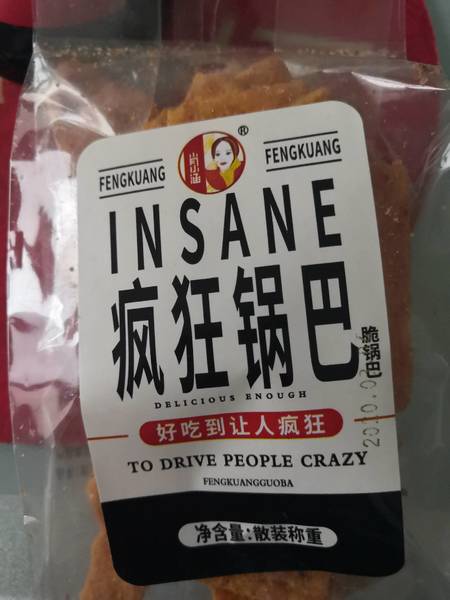 FENGKUANG
FENGKUANG
®
INSANE
疯狂锅巴
脆锅巴
DELICIOUS ENOUGH
好吃到让人疯狂
TO DRIVE PEOPLE CRAZY
FENGKUANGGUOBA
净含量:散装称重